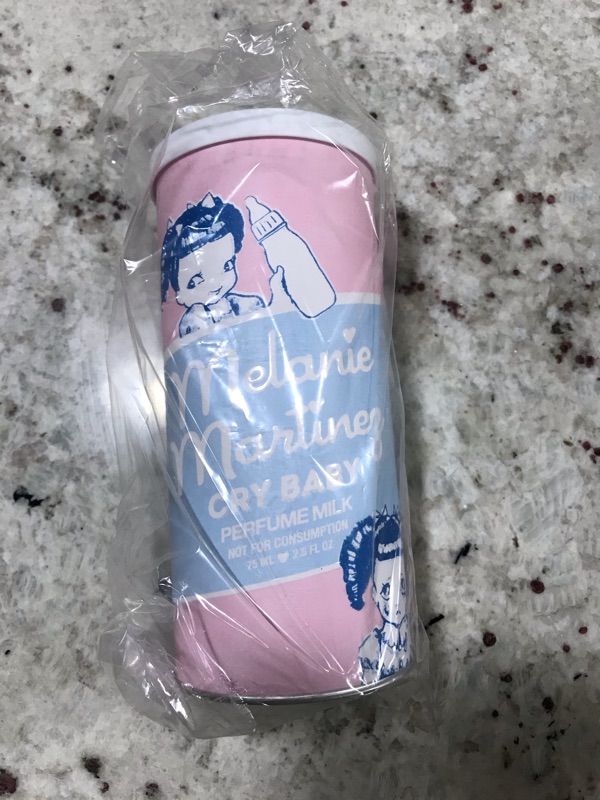 Melanie
Martinez
CRY BABY
PERFUME MILK
NOT FOR CONSUMPTION
75 ML 2.5 FL OZ